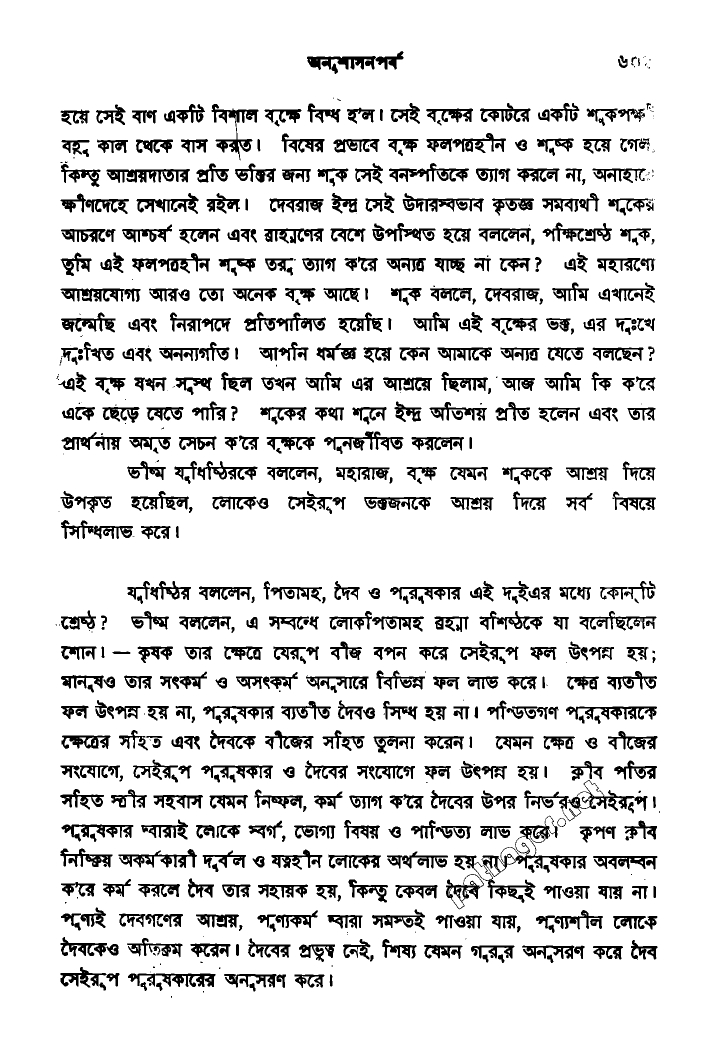 অনুশাসনপর্ব
হয়ে সেই বাণ একটি বিশাল বৃক্ষে বিদ্ধ হ'ল। সেই বৃক্ষের কোটরে একটি শুকপক্ষী
বহু কাল থেকে বাস করত। বিষের প্রভাবে বৃক্ষ ফলপত্রহীন ও শুষ্ক হয়ে গেল,
কিন্তু আশ্রয়দাতার প্রতি ভক্তির জন্য শুক সেই বনস্পতিকে ত্যাগ করলে না, অনাহারে
ক্ষীণদেহে সেখানেই রইল। দেবরাজ ইন্দ্র সেই উদারস্বভাব কৃতজ্ঞ সমব্যথী শুকের
আচরণে আশ্চর্য হলেন এবং ব্রাহ্মণের বেশে উপস্থিত হয়ে বললেন, পক্ষিশ্রেষ্ঠ শুক,
তুমি এই ফলপত্রহীন শুষ্ক তরু ত্যাগ ক'রে অন্যত্র যাচ্ছ না কেন? এই মহারণ্যে
আশ্রয়যোগ্য আরও তো অনেক বৃক্ষ আছে। শুক বললে, দেবরাজ, আমি এখানেই
জন্মেছি এবং নিরাপদে প্রতিপালিত হয়েছি। আমি এই বৃক্ষের ভক্ত, এর দুঃখে
দুঃখিত এবং অনন্যগতি। আপনি ধর্মজ্ঞ হয়ে কেন আমাকে অন্যত্র যেতে বলছেন?
এই বৃক্ষ যখন সুস্থ ছিল তখন আমি এর আশ্রয়ে ছিলাম, আজ আমি কি ক'রে
একে ছেড়ে যেতে পারি? শুকের কথা শুনে ইন্দ্র অতিশয় প্রীত হলেন এবং তার
প্রার্থনায় অমৃত সেচন ক'রে বৃক্ষকে পুনর্জীবিত করলেন।
ভীষ্ম যুধিষ্ঠিরকে বললেন, মহারাজ, বৃক্ষ যেমন শুককে আশ্রয় দিয়ে
উপকৃত হয়েছিল, লোকেও সেইরূপ ভক্তজনকে আশ্রয় দিয়ে সর্ব বিষয়ে
সিদ্ধিলাভ করে।
যুধিষ্ঠির বললেন, পিতামহ, দৈব ও পুরুষকার এই দুইএর মধ্যে কোন্‌টি
শ্রেষ্ঠ? ভীষ্ম বললেন, এ সম্বন্ধে লোকপিতামহ ব্রহ্মা বশিষ্ঠকে যা বলেছিলেন
শোন। — কৃষক তার ক্ষেত্রে যেরূপ বীজ বপন করে সেইরূপ ফল উৎপন্ন হয়;
মানুষও তার সৎকর্ম ও অসৎকর্ম অনুসারে বিভিন্ন ফল লাভ করে। ক্ষেত্র ব্যতীত
ফল উৎপন্ন হয় না, পুরুষকার ব্যতীত দৈবও সিদ্ধ হয় না। পণ্ডিতগণ পুরুষকারকে
ক্ষেত্রের সহিত এবং দৈবকে বীজের সহিত তুলনা করেন। যেমন ক্ষেত্র ও বীজের
সংযোগে, সেইরূপ পুরুষকার ও দৈবের সংযোগে ফল উৎপন্ন হয়। ক্লীব পতির
সহিত স্ত্রীর সহবাস যেমন নিষ্ফল, কর্ম ত্যাগ ক'রে দৈবের উপর নির্ভরও সেইরূপ।
পুরুষকার দ্বারাই লোকে স্বর্গ, ভোগ্য বিষয় ও পাণ্ডিত্য লাভ করে। কৃপণ ক্লীব
নিষ্ক্রিয় অকর্মকারী দুর্বল ও যত্নহীন লোকের অর্থলাভ হয় না। পুরুষকার অবলম্বন
ক'রে কর্ম করলে দৈব তার সহায়ক হয়, কিন্তু কেবল দৈবে কিছুই পাওয়া যায় না।
পুণ্যই দেবগণের আশ্রয়, পুণ্যকর্ম দ্বারা সমস্তই পাওয়া যায়, পুণ্যশীল লোকে
দৈবকেও অতিক্রম করেন। দৈবের প্রভুত্ব নেই, শিষ্য যেমন গুরুর অনুসরণ করে দৈব
সেইরূপ পুরুষকারের অনুসরণ করে।